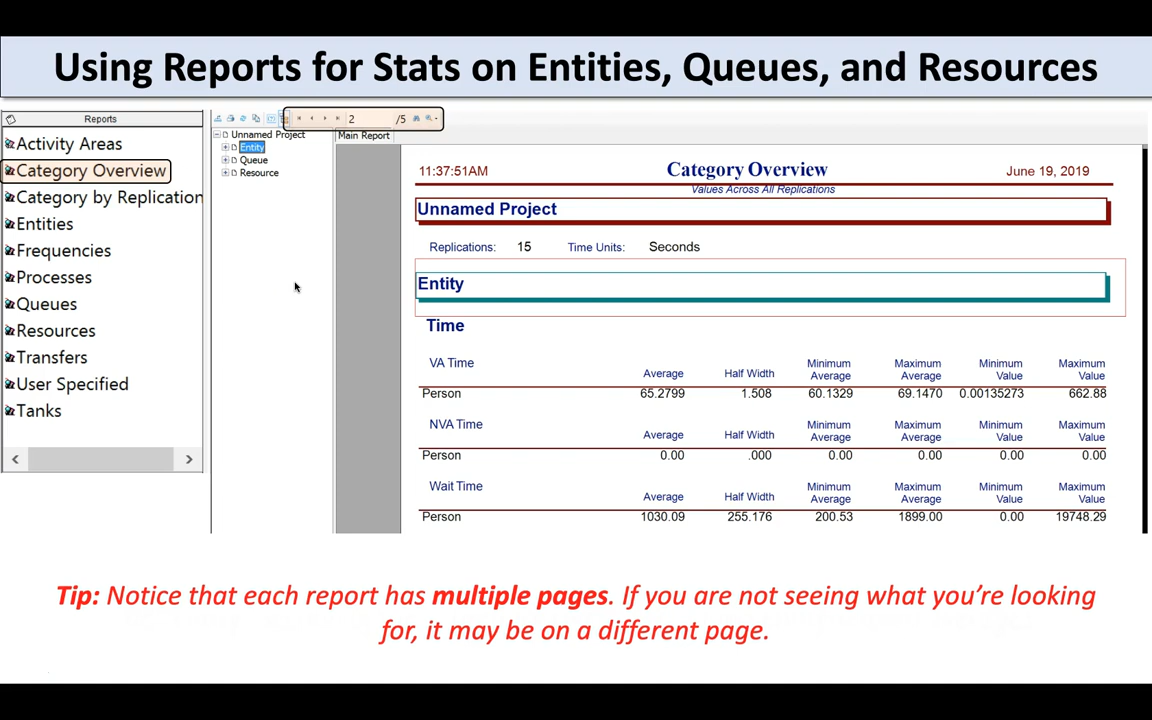 Using Reports for Stats on Entities, Queues, and Resources
Reports
Activity Areas
Category Overview
Category by Replication
Entities
Frequencies
Processes
Queues
Resources
Transfers
User Specified
Tanks
2 /5
Unnamed Project
Entity
Queue
Resource
Main Report
11:37:51AM Category Overview June 19, 2019
Values Across All Replications
Unnamed Project
Replications: 15 Time Units: Seconds
Entity
Time
VA Time Average Half Width Minimum Average Maximum Average Minimum Value Maximum Value
Person 65.2799 1.508 60.1329 69.1470 0.00135273 662.88
NVA Time Average Half Width Minimum Average Maximum Average Minimum Value Maximum Value
Person 0.00 .000 0.00 0.00 0.00 0.00
Wait Time Average Half Width Minimum Average Maximum Average Minimum Value Maximum Value
Person 1030.09 255.176 200.53 1899.00 0.00 19748.29
Tip: Notice that each report has multiple pages. If you are not seeing what you’re looking
for, it may be on a different page.